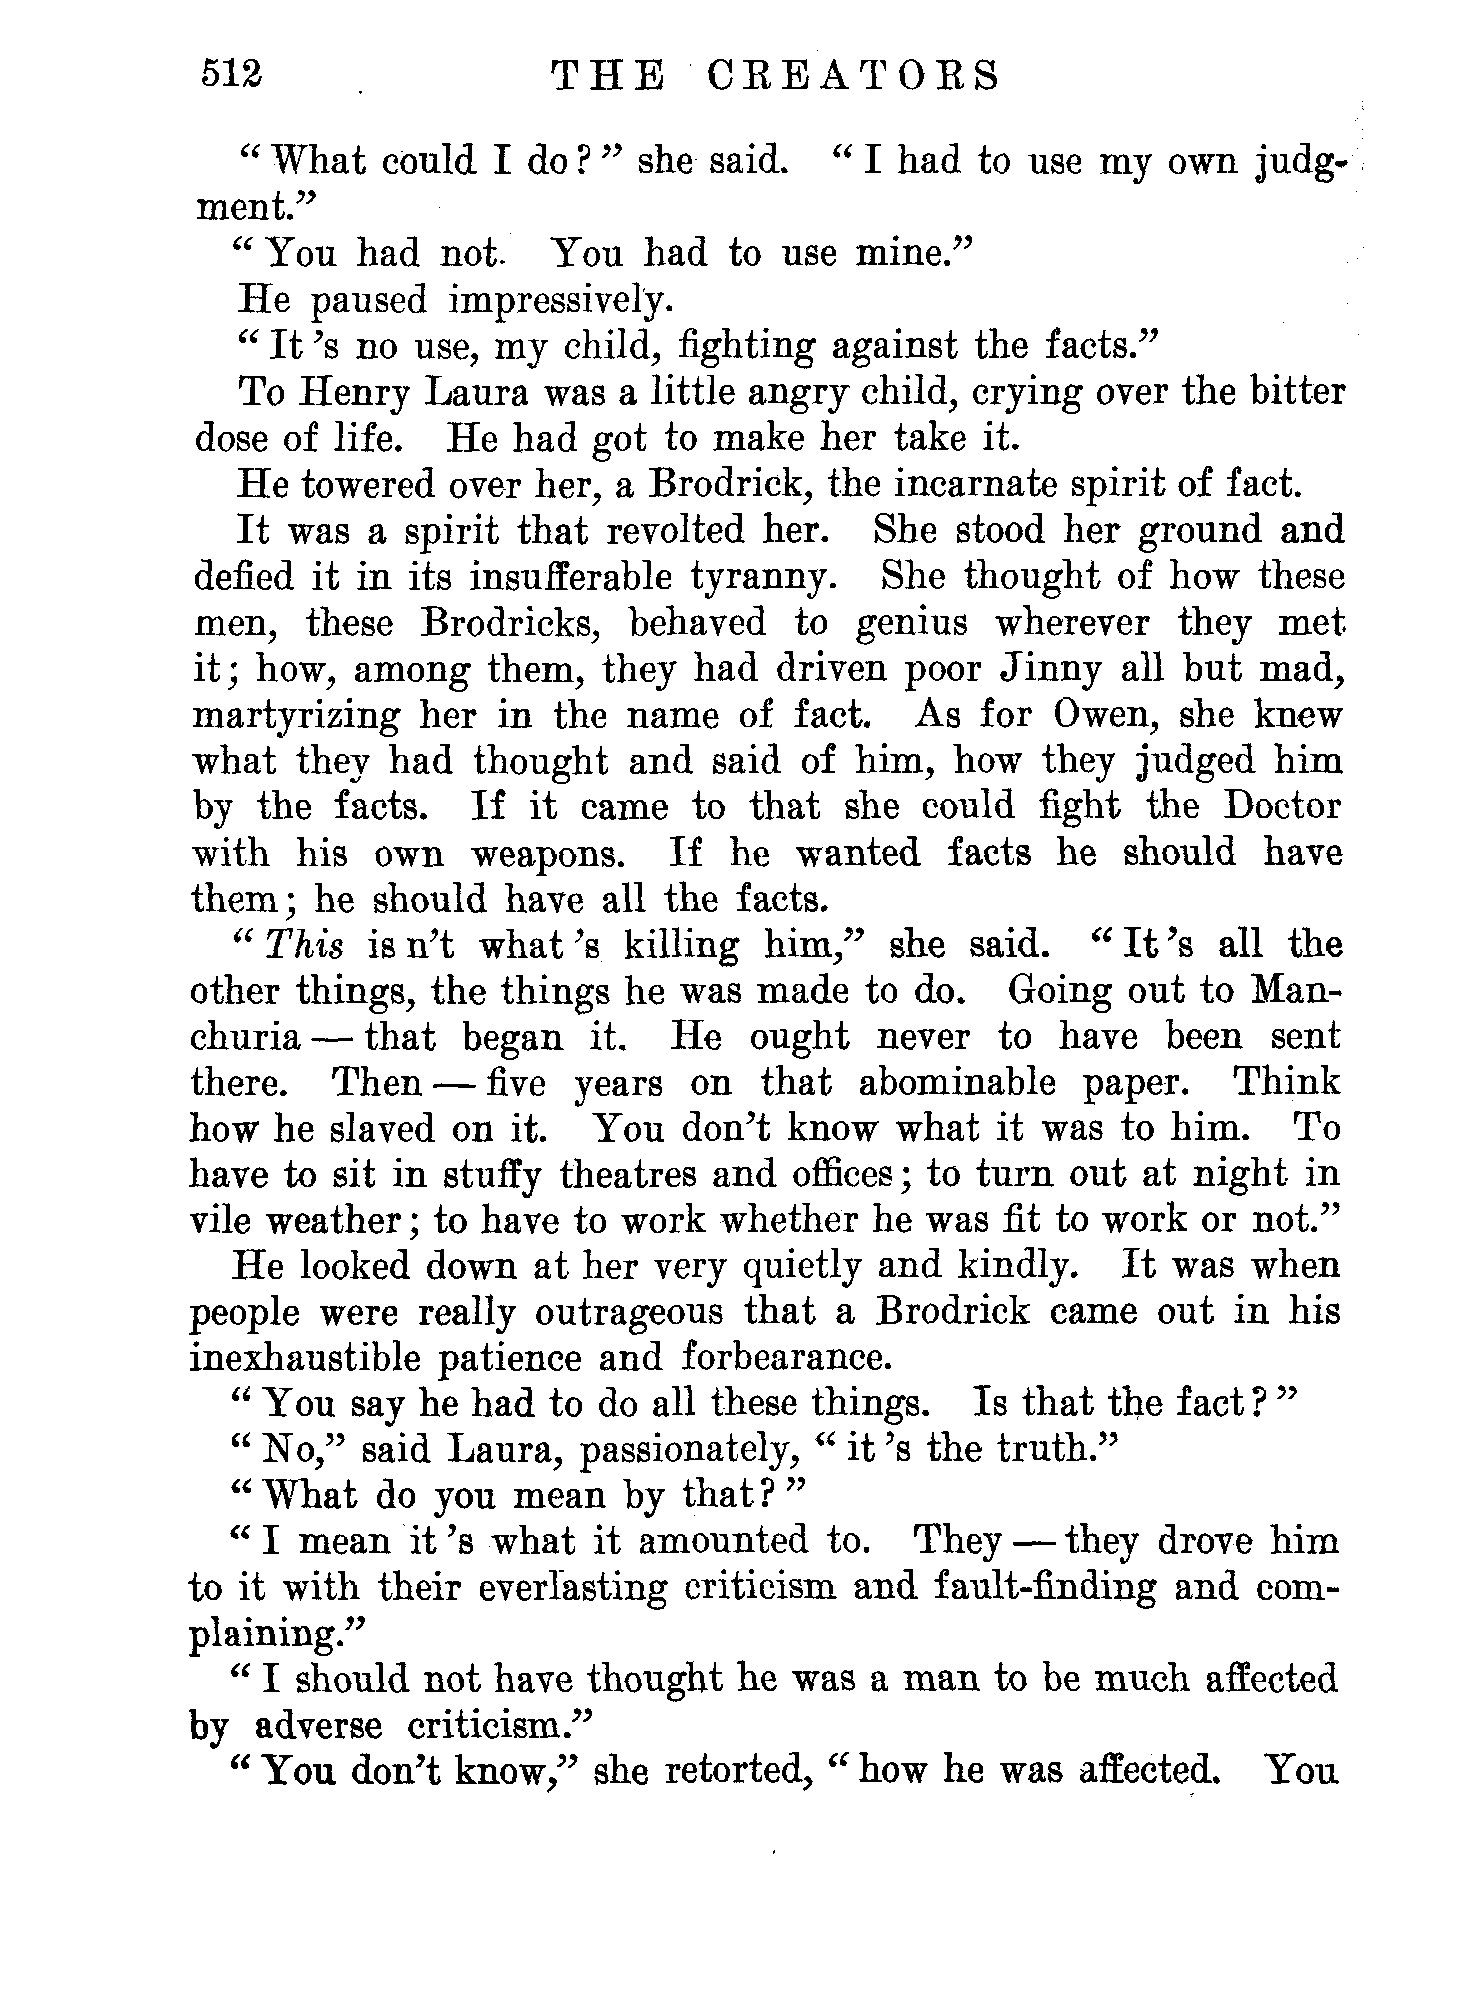 512 THE CREATORS
“ What could I do ? ” she said. “ I had to use my own judg-
ment.”
“ You had not. You had to use mine.”
He paused impressively.
“ It ’s no use, my child, fighting against the facts.”
To Henry Laura was a little angry child, crying over the bitter
dose of life. He had got to make her take it.
He towered over her, a Brodrick, the incarnate spirit of fact.
It was a spirit that revolted her. She stood her ground and
defied it in its insufferable tyranny. She thought of how these
men, these Brodricks, behaved to genius wherever they met
it ; how, among them, they had driven poor Jinny all but mad,
martyrizing her in the name of fact. As for Owen, she knew
what they had thought and said of him, how they judged him
by the facts. If it came to that she could fight the Doctor
with his own weapons. If he wanted facts he should have
them ; he should have all the facts.
“ This is n’t what ’s killing him,” she said. “ It ’s all the
other things, the things he was made to do. Going out to Man-
churia — that began it. He ought never to have been sent
there. Then — five years on that abominable paper. Think
how he slaved on it. You don’t know what it was to him. To
have to sit in stuffy theatres and offices ; to turn out at night in
vile weather ; to have to work whether he was fit to work or not.”
He looked down at her very quietly and kindly. It was when
people were really outrageous that a Brodrick came out in his
inexhaustible patience and forbearance.
“ You say he had to do all these things. Is that the fact ? ”
“ No,” said Laura, passionately, “ it ’s the truth.”
“ What do you mean by that ? ”
“ I mean it ’s what it amounted to. They — they drove him
to it with their everlasting criticism and fault-finding and com-
plaining.”
“ I should not have thought he was a man to be much affected
by adverse criticism.”
“ You don’t know,” she retorted, “ how he was affected. You